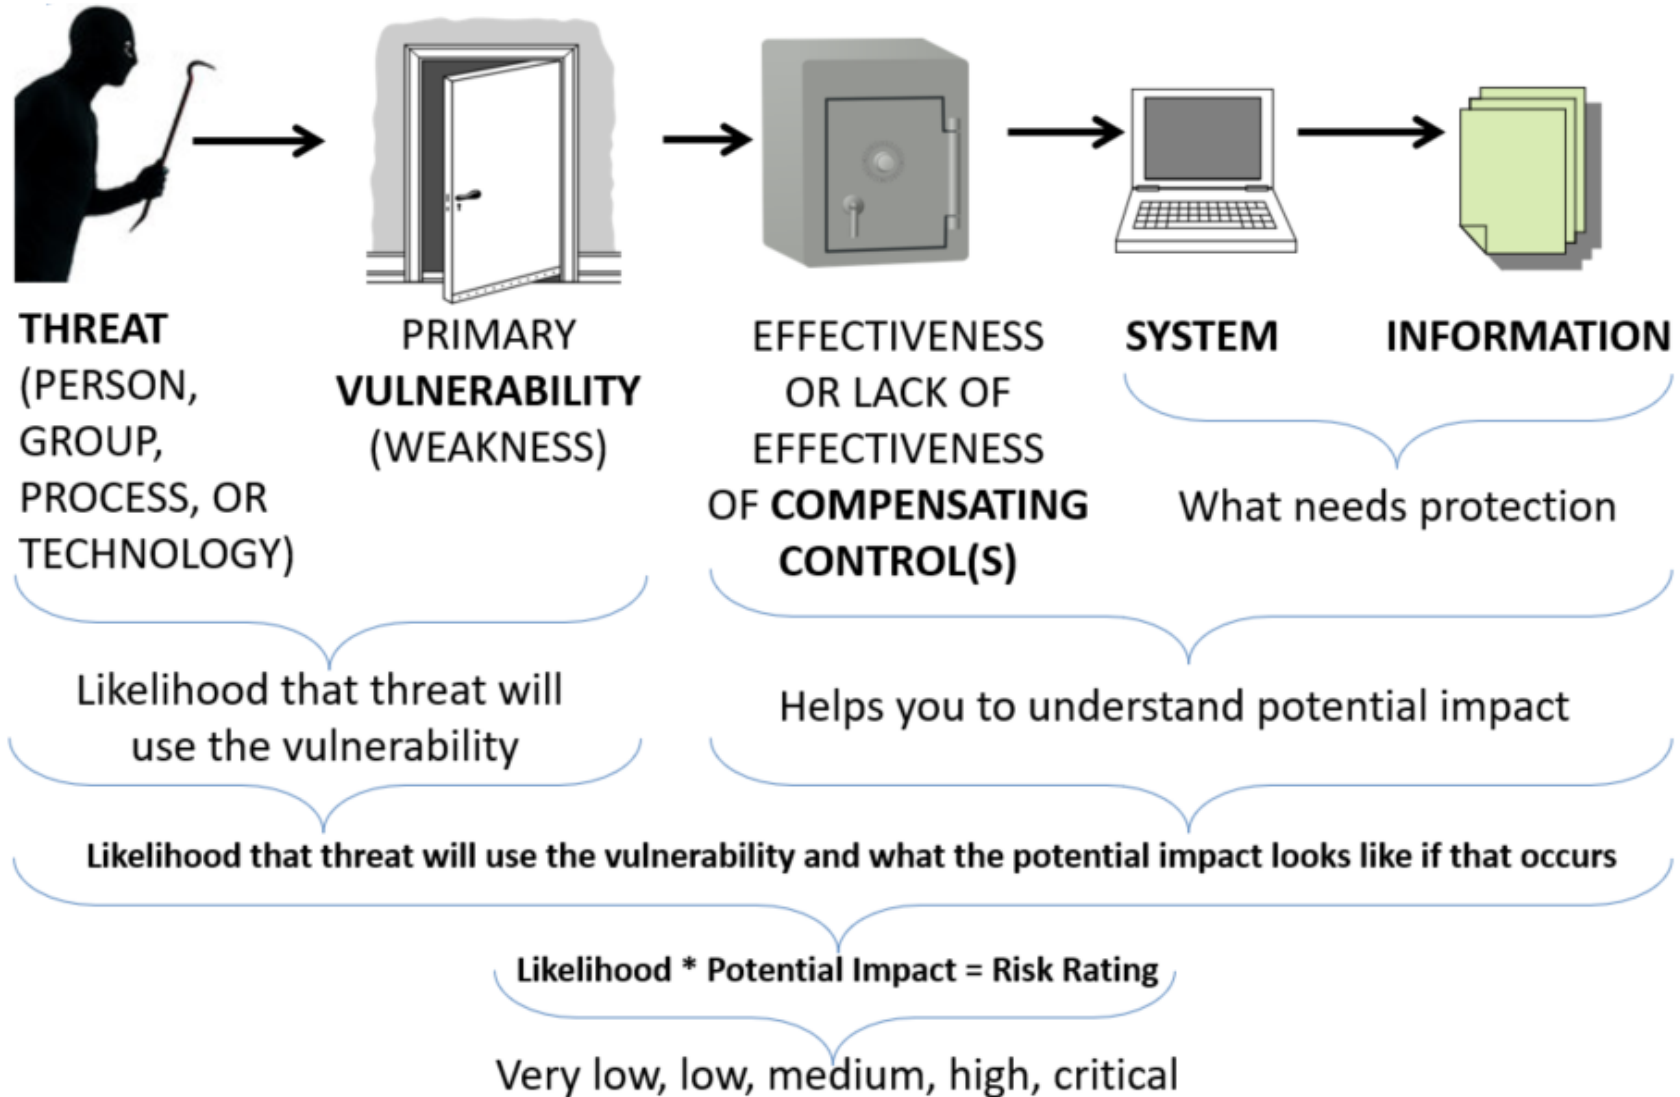 THREAT
(PERSON,
GROUP,
PROCESS, OR
TECHNOLOGY)
PRIMARY
VULNERABILITY
(WEAKNESS)
EFFECTIVENESS
OR LACK OF
EFFECTIVENESS
OF COMPENSATING
CONTROL(S)
SYSTEM
INFORMATION
What needs protection
Likelihood that threat will
use the vulnerability
Helps you to understand potential impact
Likelihood that threat will use the vulnerability and what the potential impact looks like if that occurs
Likelihood * Potential Impact = Risk Rating
Very low, low, medium, high, critical